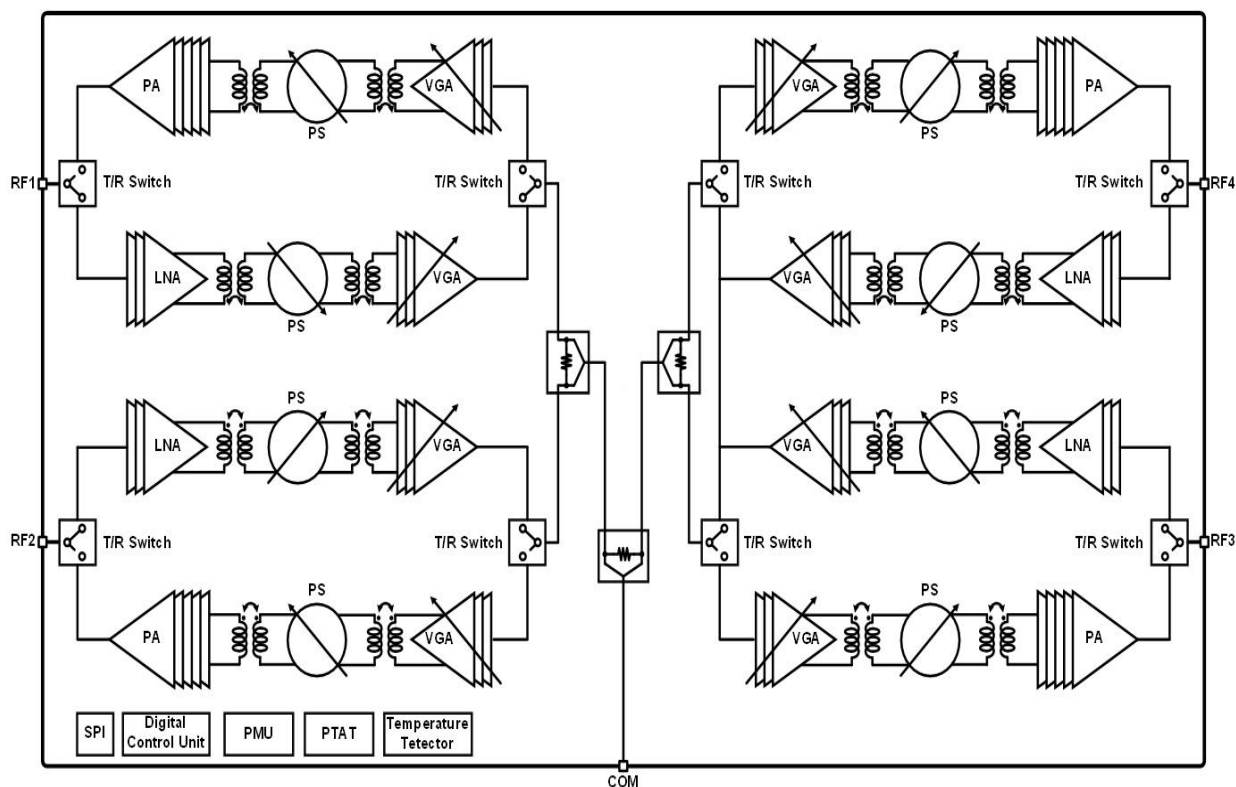 PA
PS
VGA
VGA
PS
PA
RF1
T/R Switch
T/R Switch
T/R Switch
T/R Switch
RF4
LNA
PS
VGA
VGA
PS
LNA
LNA
PS
VGA
VGA
PS
LNA
RF2
T/R Switch
T/R Switch
T/R Switch
T/R Switch
RF3
PA
PS
VGA
VGA
PS
PA
SPI
Digital
Control Unit
PMU
PTAT
Temperature
Tetector
COM